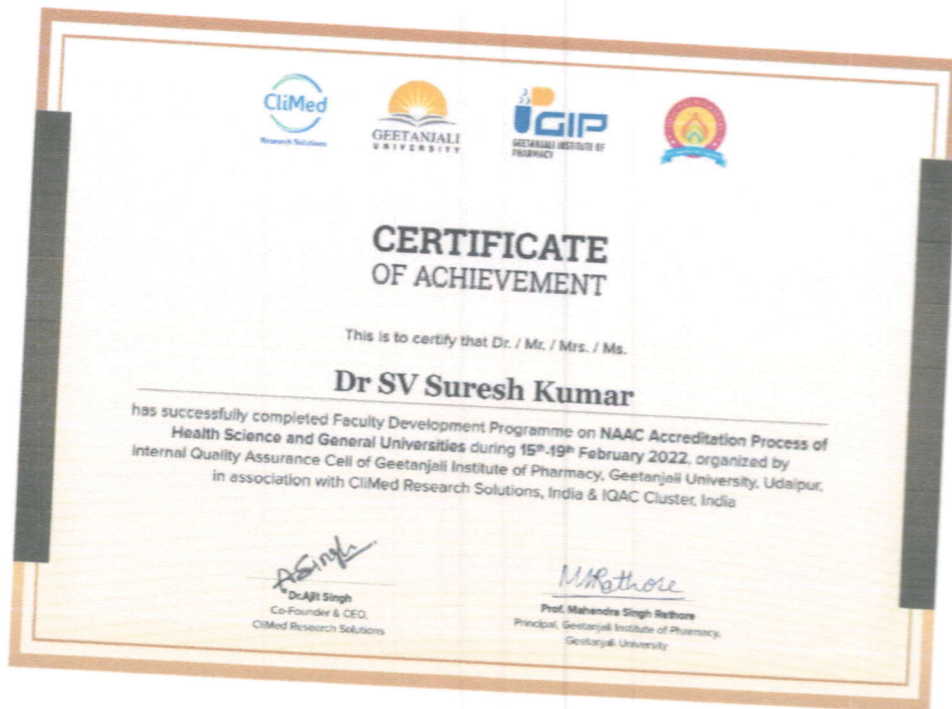 CliMed
Research Solutions
GEETANJALI
UNIVERSITY
GIP
GEETANJALI INSTITUTE OF
PHARMACY
CERTIFICATE
OF ACHIEVEMENT
This is to certify that Dr. / Mr. / Mrs. / Ms.
Dr SV Suresh Kumar
has successfully completed Faculty Development Programme on NAAC Accreditation Process of
Health Science and General Universities during 15th-19th February 2022, organized by
Internal Quality Assurance Cell of Geetanjali Institute of Pharmacy, Geetanjali University, Udaipur,
in association with CliMed Research Solutions, India & IQAC Cluster, India
ASingh
MSRathore
Dr.Ajit Singh
Co-Founder & CEO,
CliMed Research Solutions
Prof. Mahendra Singh Rathore
Principal, Geetanjali Institute of Pharmacy,
Geetanjali University